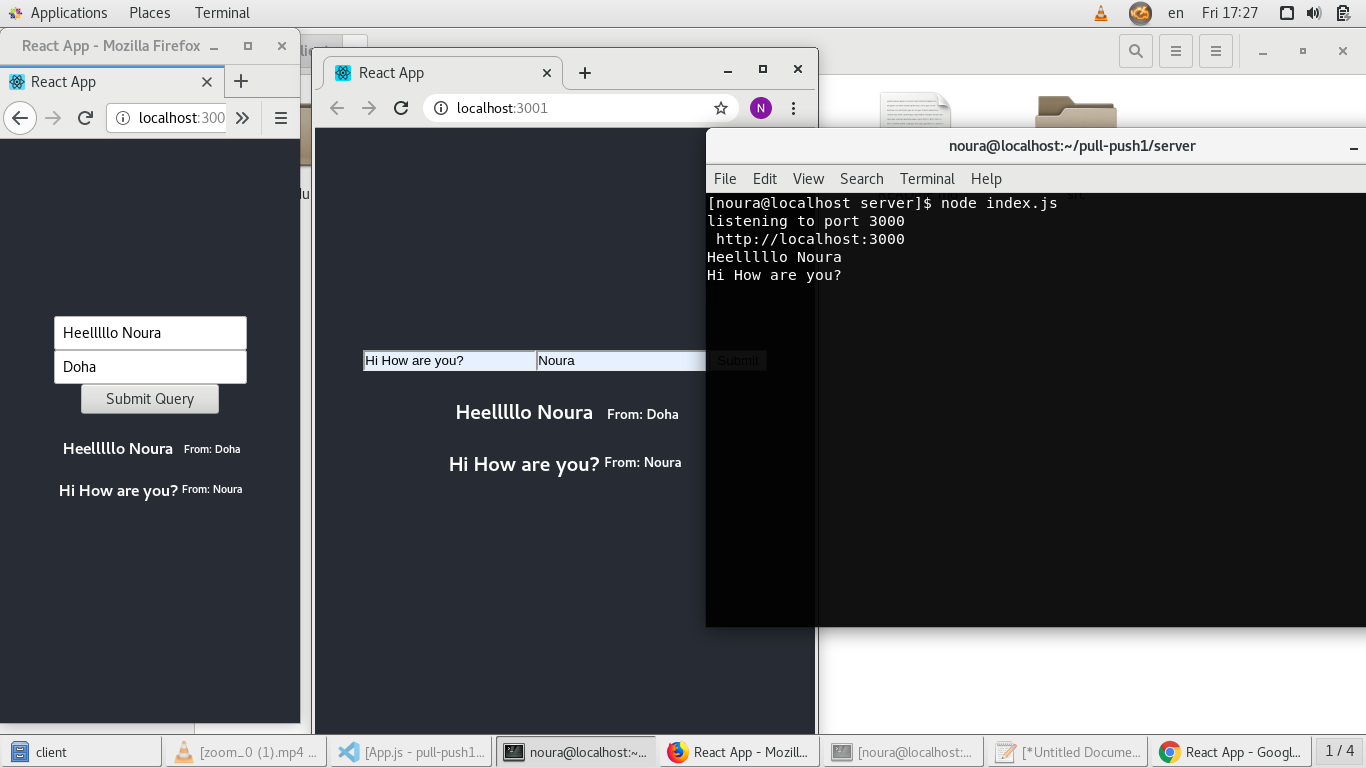 Applications Places Terminal en Fri 17:27
React App - Mozilla Firefox
React App
localhost:300
Heelllllo Noura
Doha
Submit Query
Heelllllo Noura From: Doha
Hi How are you? From: Noura
React App
localhost:3001
N
Hi How are you? Noura Submit
Heelllllo Noura From: Doha
Hi How are you? From: Noura
noura@localhost:~/pull-push1/server
File Edit View Search Terminal Help
[noura@localhost server]$ node index.js
listening to port 3000
http://localhost:3000
Heelllllo Noura
Hi How are you?
client [zoom_0 (1).mp4 ... [App.js - pull-push1... noura@localhost:~... React App - Mozill... [noura@localhost:... [*Untitled Docume... React App - Googl... 1 / 4